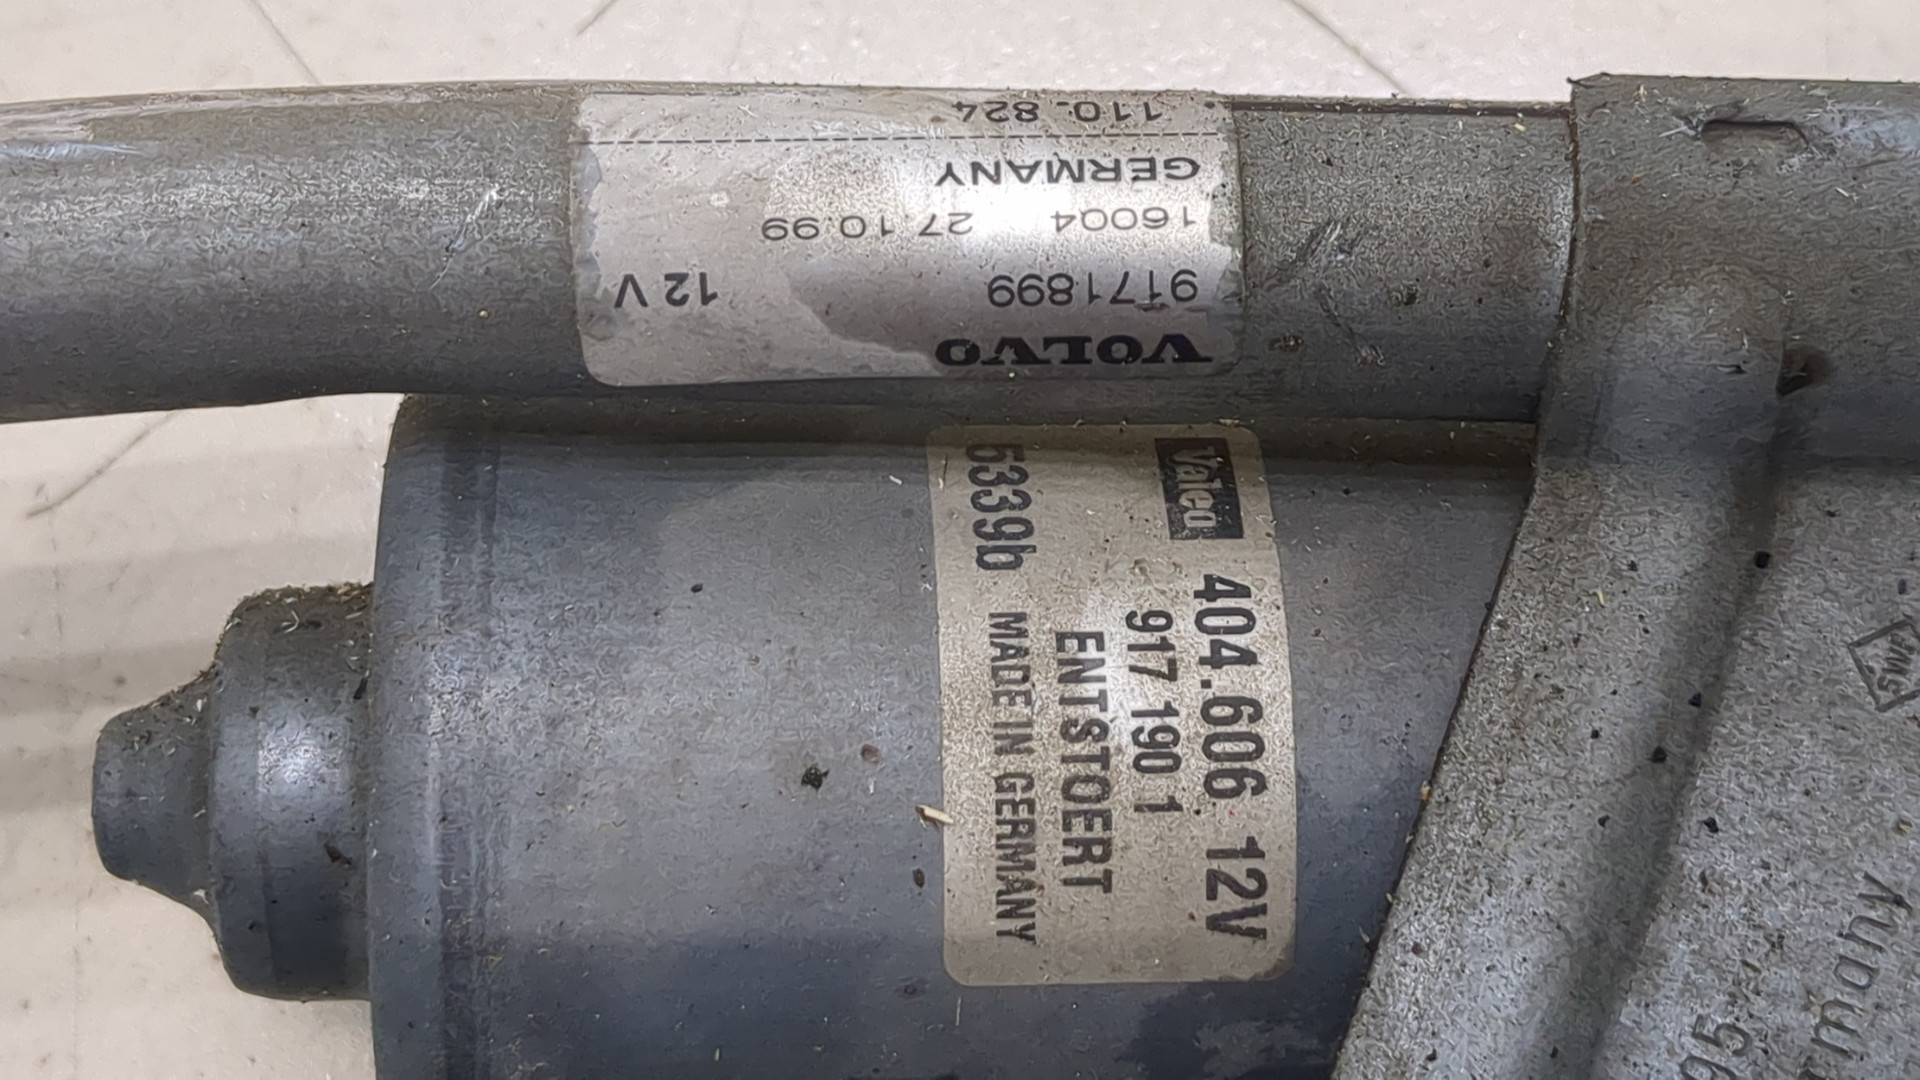 VOLVO
9171899 12 V
16004 27.10.99
GERMANY
110.824
Valeo
404.606 12V
917 190 1
ENTSTOERT
5339b MADE IN GERMANY